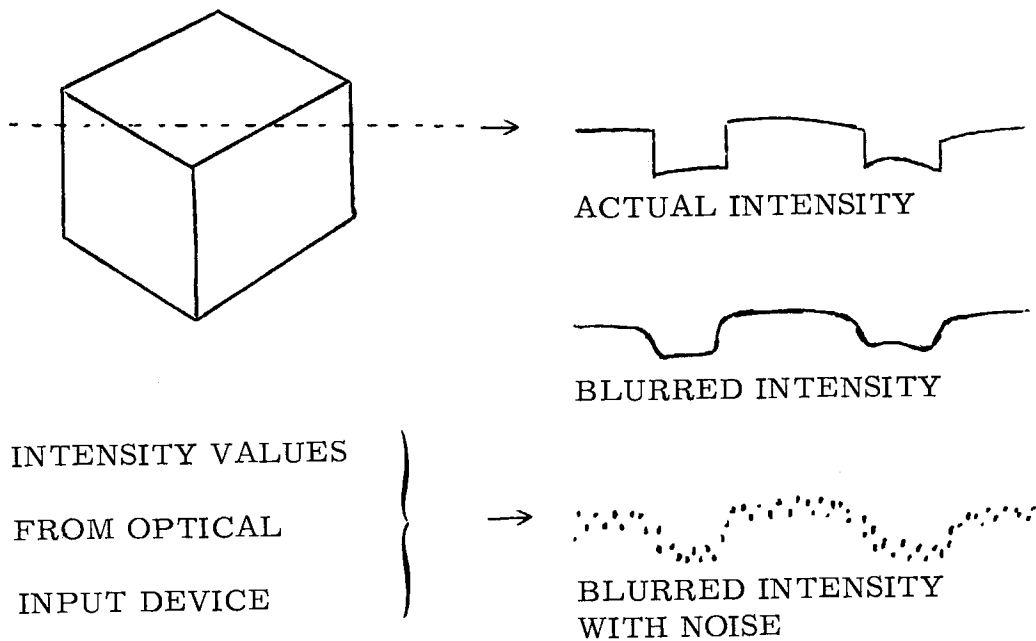 ACTUAL INTENSITY
BLURRED INTENSITY
INTENSITY VALUES
FROM OPTICAL
INPUT DEVICE
BLURRED INTENSITY
WITH NOISE